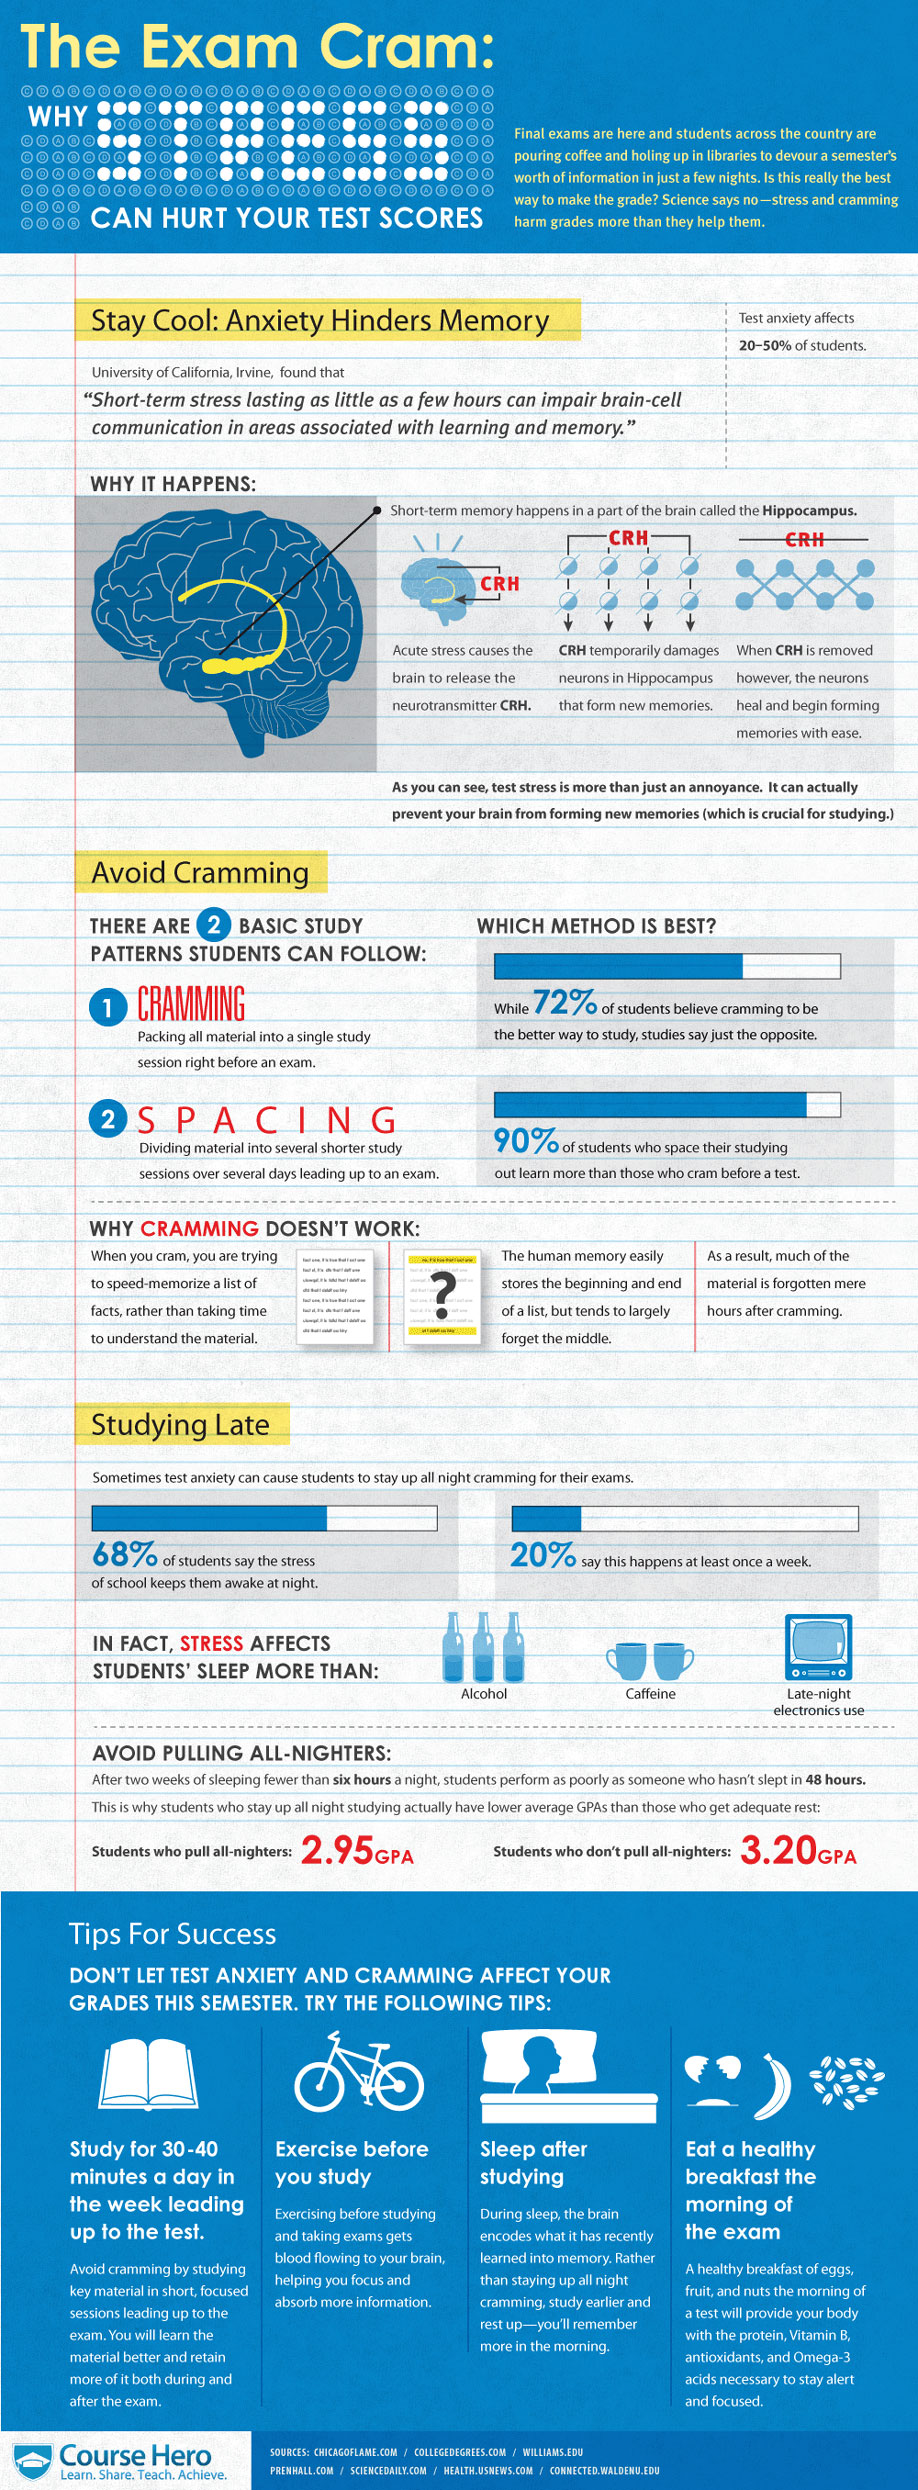 The Exam Cram:
WHY STRESS
CAN HURT YOUR TEST SCORES
Final exams are here and students across the country are
pouring coffee and holing up in libraries to devour a semester's
worth of information in just a few nights. Is this really the best
way to make the grade? Science says no—stress and cramming
harm grades more than they help them.
Stay Cool: Anxiety Hinders Memory
Test anxiety affects
20–50% of students.
University of California, Irvine, found that
“Short-term stress lasting as little as a few hours can impair brain-cell
communication in areas associated with learning and memory.”
WHY IT HAPPENS:
Short-term memory happens in a part of the brain called the Hippocampus.
CRH
CRH
CRH
Acute stress causes the
brain to release the
neurotransmitter CRH.
CRH temporarily damages
neurons in Hippocampus
that form new memories.
When CRH is removed
however, the neurons
heal and begin forming
memories with ease.
As you can see, test stress is more than just an annoyance. It can actually
prevent your brain from forming new memories (which is crucial for studying.)
Avoid Cramming
THERE ARE 2 BASIC STUDY
PATTERNS STUDENTS CAN FOLLOW:
1 CRAMMING
Packing all material into a single study
session right before an exam.
2 SPACING
Dividing material into several shorter study
sessions over several days leading up to an exam.
WHICH METHOD IS BEST?
While 72% of students believe cramming to be
the better way to study, studies say just the opposite.
90% of students who space their studying
out learn more than those who cram before a test.
WHY CRAMMING DOESN'T WORK:
When you cram, you are trying
to speed-memorize a list of
facts, rather than taking time
to understand the material.
?
The human memory easily
stores the beginning and end
of a list, but tends to largely
forget the middle.
As a result, much of the
material is forgotten mere
hours after cramming.
Studying Late
Sometimes test anxiety can cause students to stay up all night cramming for their exams.
68% of students say the stress
of school keeps them awake at night.
20% say this happens at least once a week.
IN FACT, STRESS AFFECTS
STUDENTS' SLEEP MORE THAN:
Alcohol
Caffeine
Late-night
electronics use
AVOID PULLING ALL-NIGHTERS:
After two weeks of sleeping fewer than six hours a night, students perform as poorly as someone who hasn't slept in 48 hours.
This is why students who stay up all night studying actually have lower average GPAs than those who get adequate rest:
Students who pull all-nighters: 2.95 GPA
Students who don't pull all-nighters: 3.20 GPA
Tips For Success
DON'T LET TEST ANXIETY AND CRAMMING AFFECT YOUR
GRADES THIS SEMESTER. TRY THE FOLLOWING TIPS:
Study for 30-40
minutes a day in
the week leading
up to the test.
Avoid cramming by studying
key material in short, focused
sessions leading up to the
exam. You will learn the
material better and retain
more of it both during and
after the exam.
Exercise before
you study
Exercising before studying
and taking exams gets
blood flowing to your brain,
helping you focus and
absorb more information.
Sleep after
studying
During sleep, the brain
encodes what it has recently
learned into memory. Rather
than staying up all night
cramming, study earlier and
rest up—you'll remember
more in the morning.
Eat a healthy
breakfast the
morning of
the exam
A healthy breakfast of eggs,
fruit, and nuts the morning of
a test will provide your body
with the protein, Vitamin B,
antioxidants, and Omega-3
acids necessary to stay alert
and focused.
Course Hero
Learn. Share. Teach. Achieve.
SOURCES: CHICAGOFLAME.COM / COLLEGEDEGREES.COM / WILLIAMS.EDU
PRENHALL.COM / SCIENCEDAILY.COM / HEALTH.USNEWS.COM / CONNECTED.WALDENU.EDU